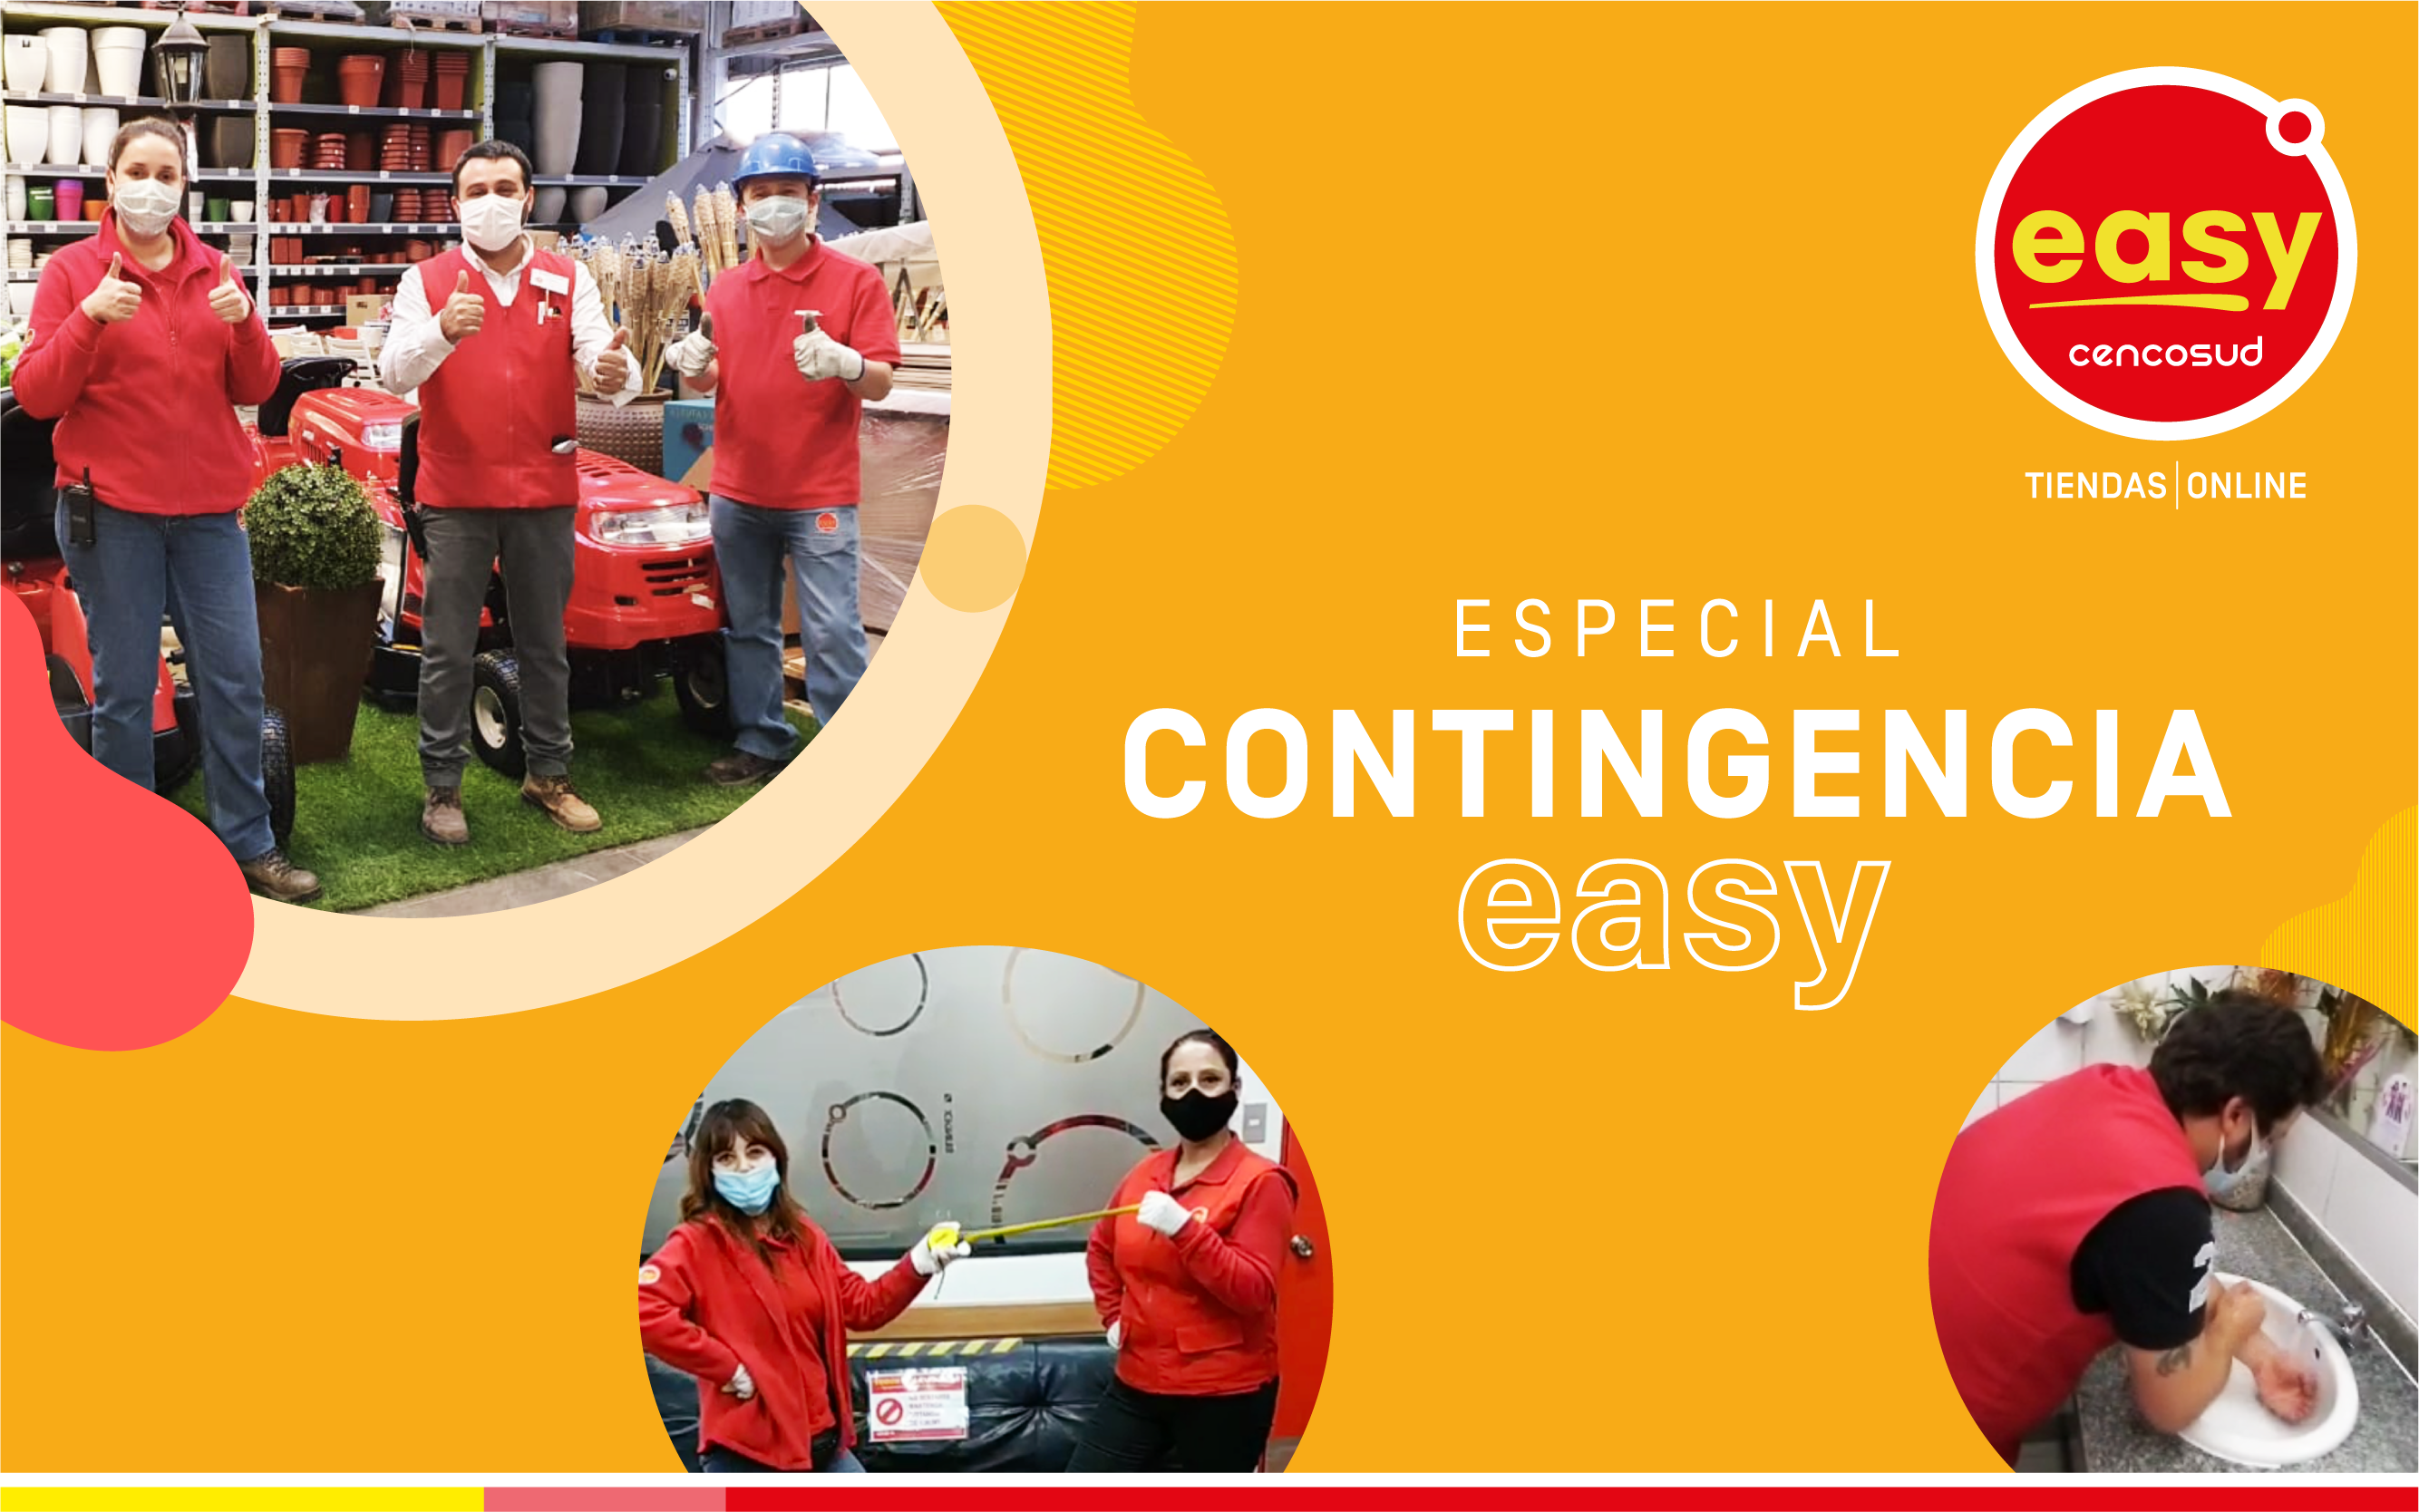 easy
cencosud
TIENDAS|ONLINE
ESPECIAL
CONTINGENCIA
easy